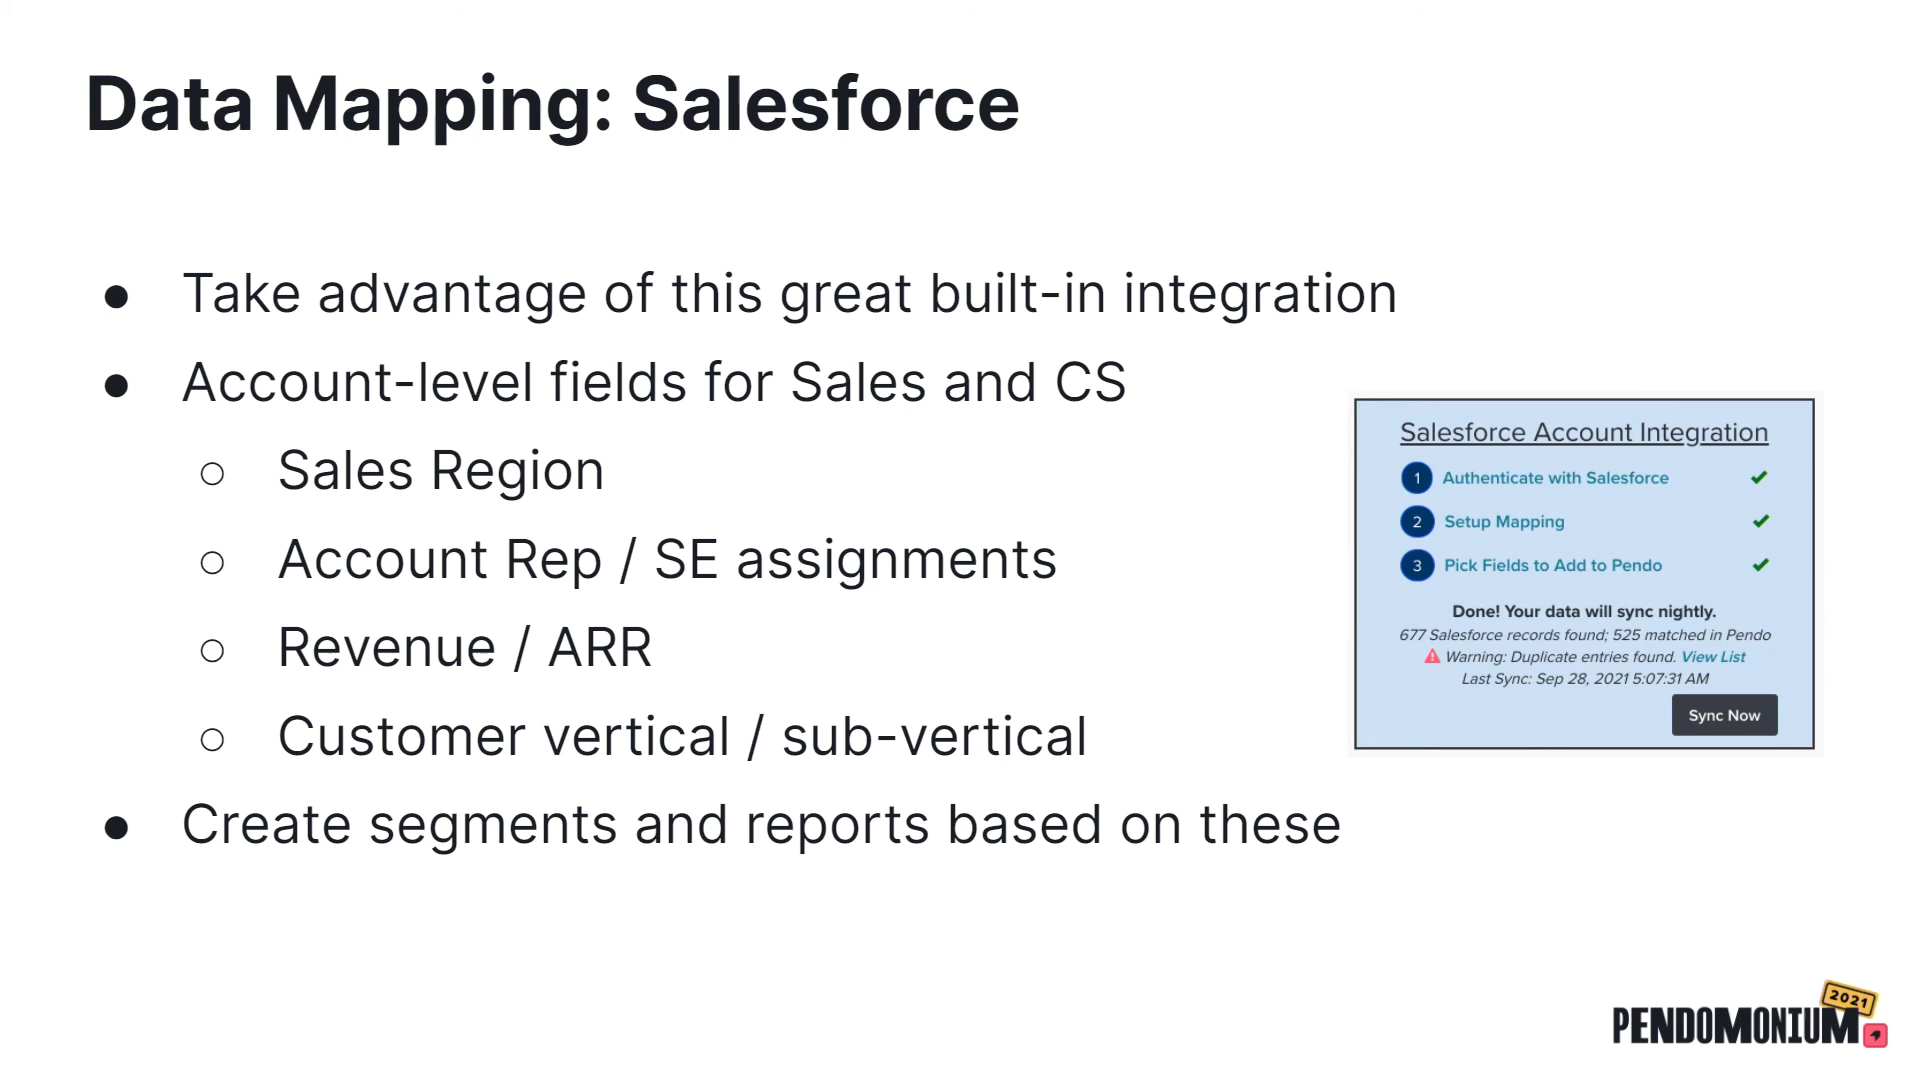 Data Mapping: Salesforce
● Take advantage of this great built-in integration
● Account-level fields for Sales and CS
○ Sales Region
○ Account Rep / SE assignments
○ Revenue / ARR
○ Customer vertical / sub-vertical
● Create segments and reports based on these
Salesforce Account Integration
1 Authenticate with Salesforce ✔
2 Setup Mapping ✔
3 Pick Fields to Add to Pendo ✔
Done! Your data will sync nightly.
677 Salesforce records found; 525 matched in Pendo
Warning: Duplicate entries found. View List
Last Sync: Sep 28, 2021 5:07:31 AM
Sync Now
2021
PENDOMONIUM